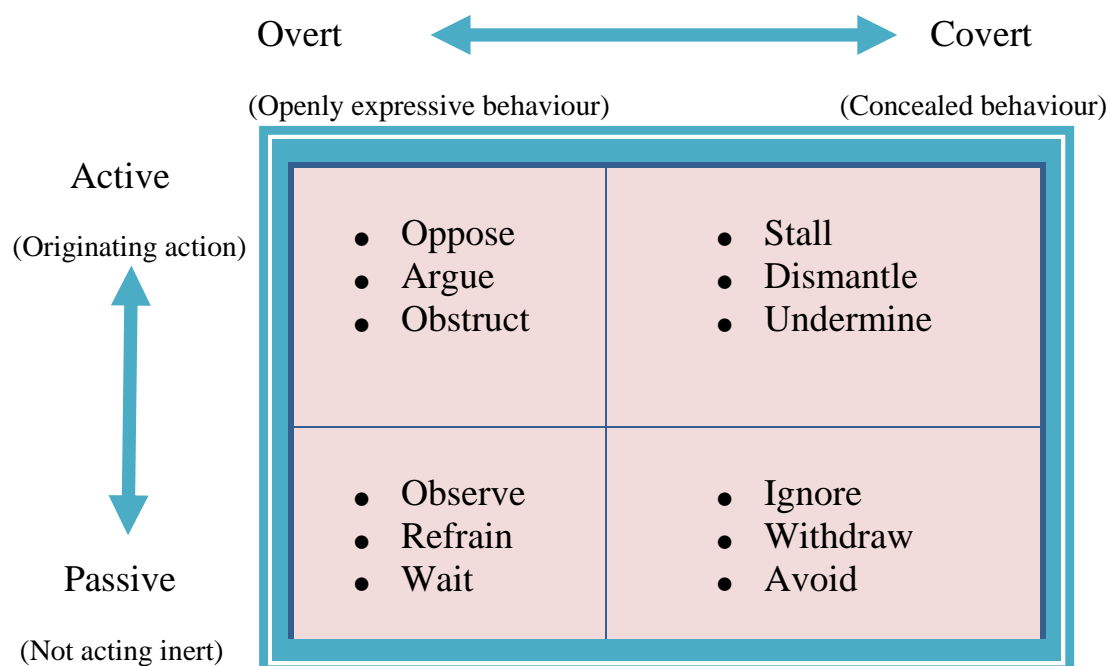 Overt Covert
(Openly expressive behaviour) (Concealed behaviour)
Active
(Originating action)
● Oppose
● Argue
● Obstruct
● Stall
● Dismantle
● Undermine
Passive
(Not acting inert)
● Observe
● Refrain
● Wait
● Ignore
● Withdraw
● Avoid